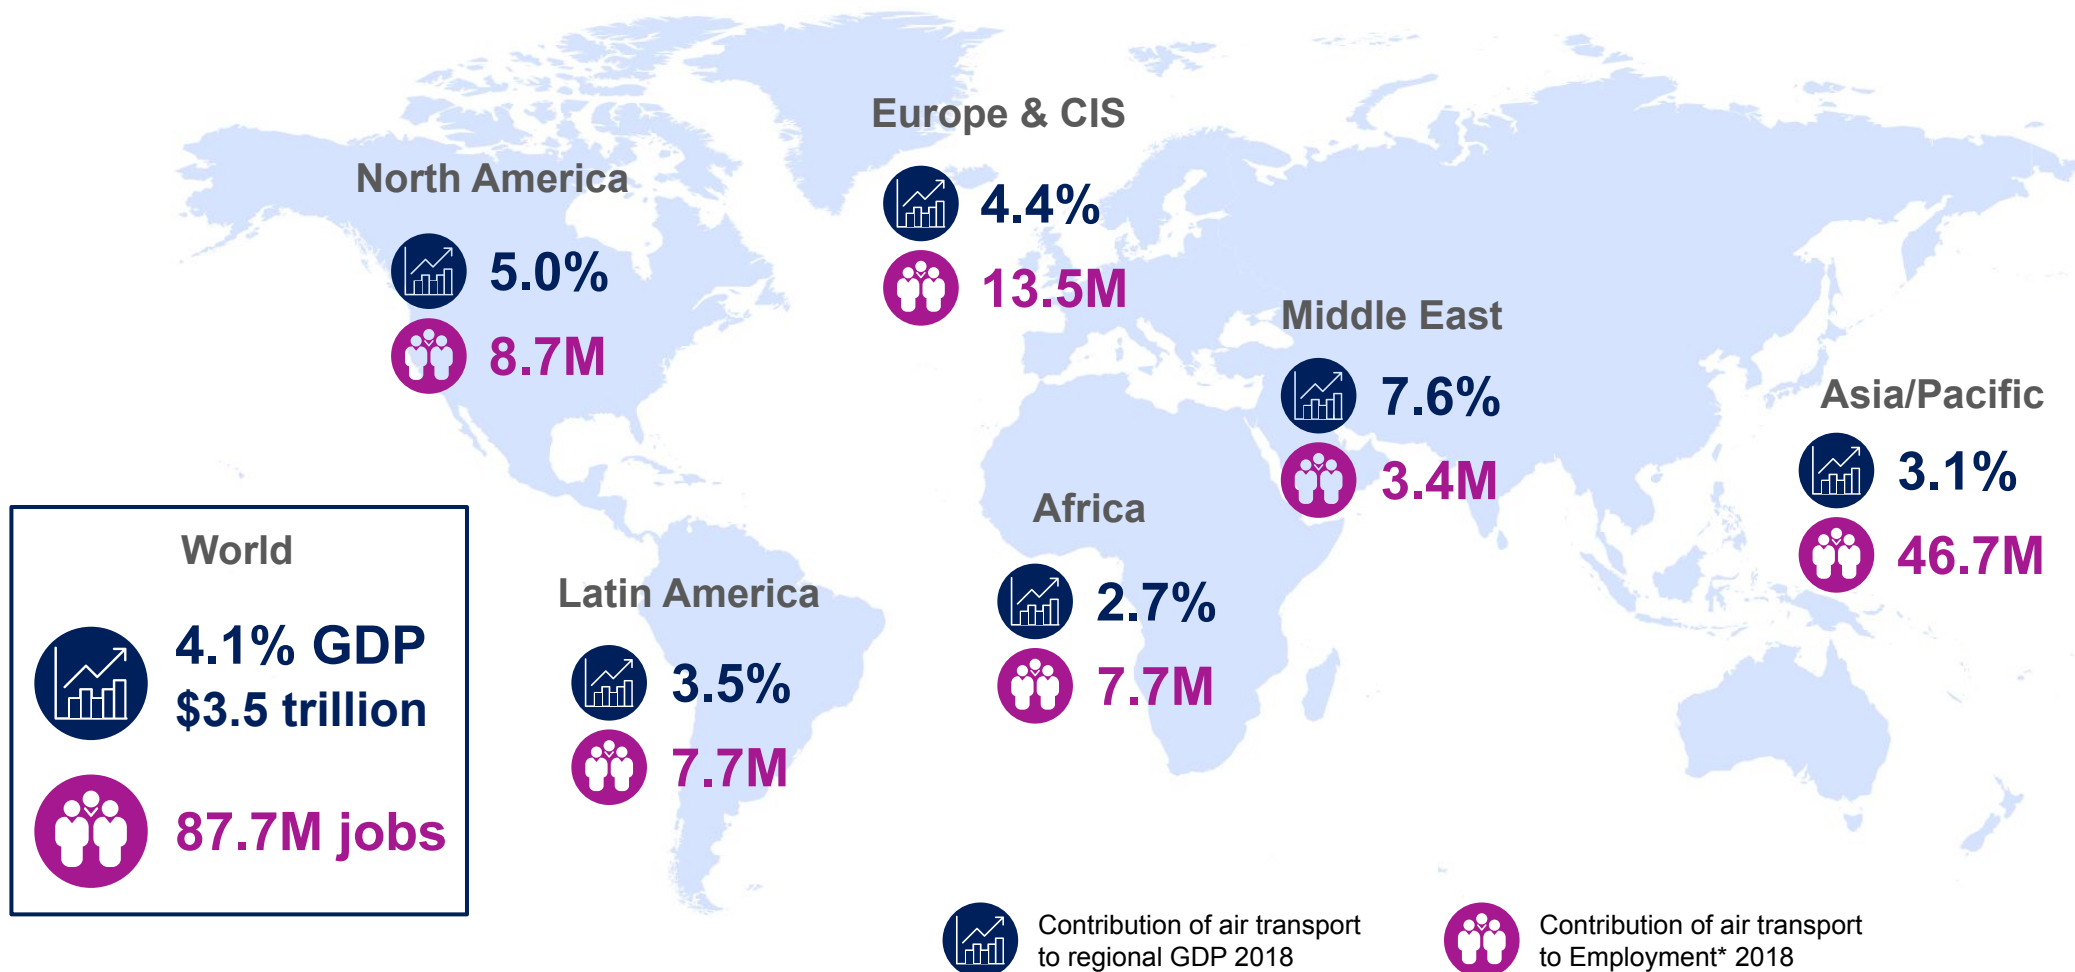 Europe & CIS
4.4%
13.5M
North America
5.0%
8.7M
Middle East
7.6%
3.4M
Asia/Pacific
3.1%
46.7M
Africa
2.7%
7.7M
Latin America
3.5%
7.7M
World
4.1% GDP
$3.5 trillion
87.7M jobs
Contribution of air transport
to regional GDP 2018
Contribution of air transport
to Employment* 2018